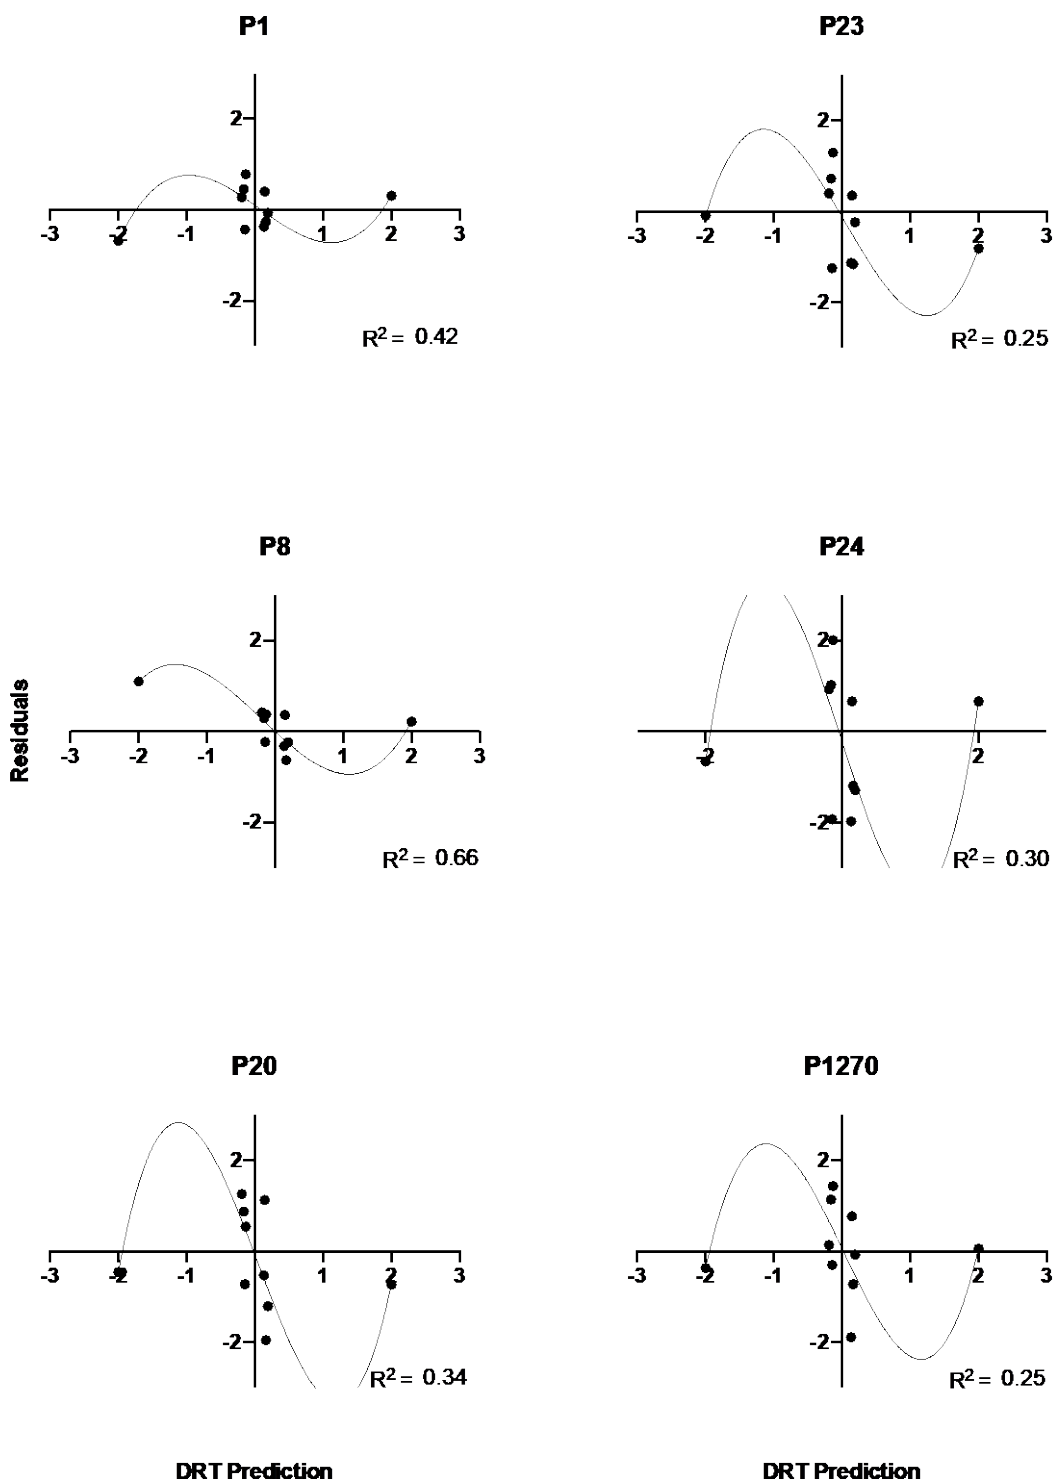 P1
P23
2
-3 -2 -1 1 2 3
-2
R² = 0.42
2
-3 -2 -1 1 2 3
-2
R² = 0.25
Residuals
P8
P24
2
-3 -2 -1 1 2 3
-2
R² = 0.66
2
-2 2
-2
R² = 0.30
P20
P1270
2
-3 -2 -1 1 2 3
-2
R² = 0.34
2
-3 -2 -1 1 2 3
-2
R² = 0.25
DRT Prediction
DRT Prediction